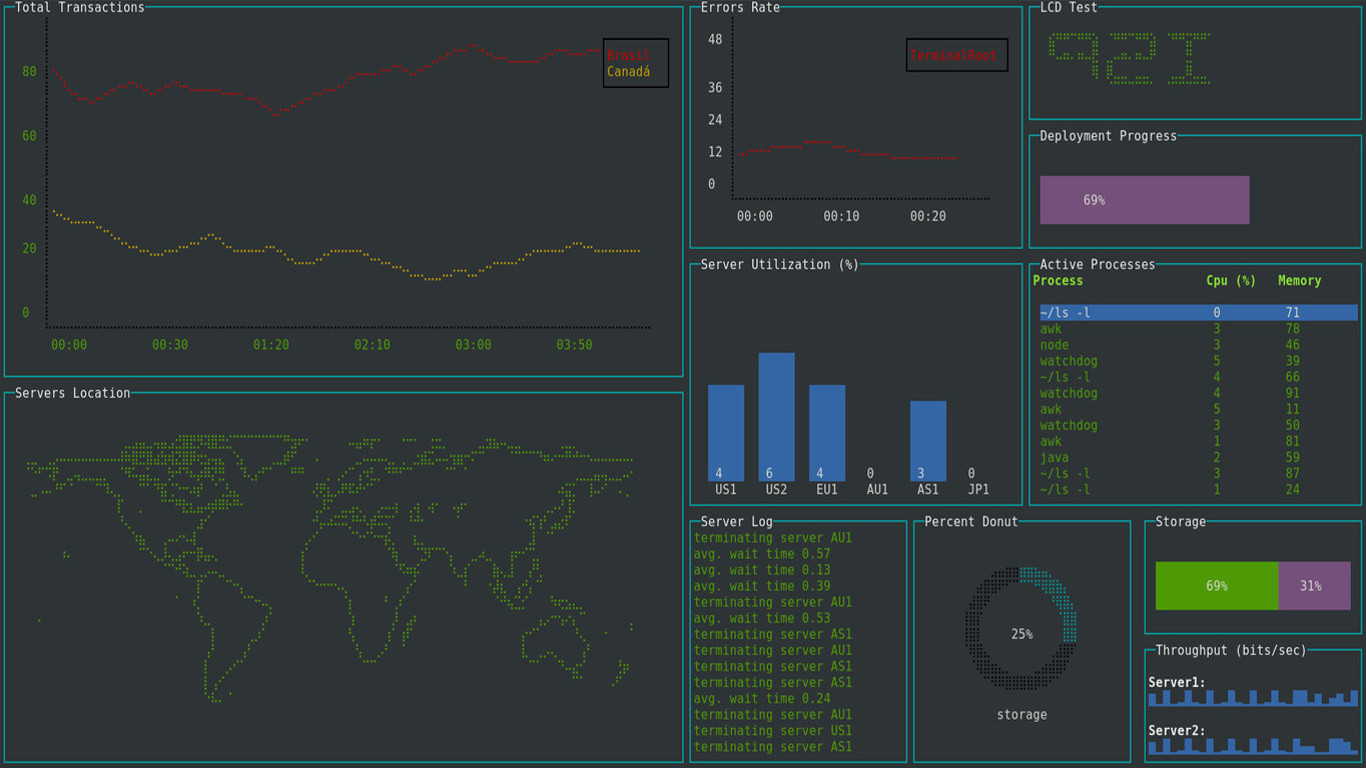 Total Transactions
Brasil
Canadá
80
60
40
20
0
00:00 00:30 01:20 02:10 03:00 03:50
Errors Rate
TerminalRoot
48
36
24
12
0
00:00 00:10 00:20
LCD Test
Deployment Progress
69%
Servers Location
Server Utilization (%)
4 6 4 0 3 0
US1 US2 EU1 AU1 AS1 JP1
Active Processes
Process Cpu (%) Memory
~/ls -l 0 71
awk 3 78
node 3 46
watchdog 5 39
~/ls -l 4 66
watchdog 4 91
awk 5 11
watchdog 3 50
awk 1 81
java 2 59
~/ls -l 3 87
~/ls -l 1 24
Server Log
terminating server AU1
avg. wait time 0.57
avg. wait time 0.13
avg. wait time 0.39
terminating server AU1
avg. wait time 0.53
terminating server AS1
terminating server AU1
terminating server AS1
terminating server AS1
avg. wait time 0.24
terminating server AU1
terminating server US1
terminating server AS1
Percent Donut
25%
storage
Storage
69% 31%
Throughput (bits/sec)
Server1:
Server2: